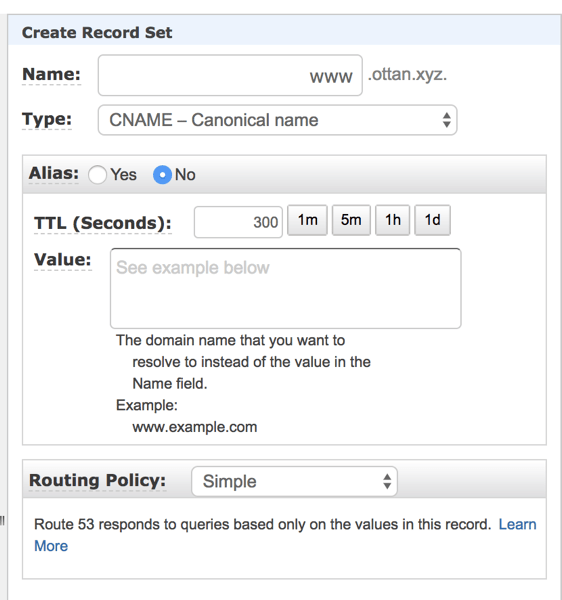 Create Record Set
Name: www .ottan.xyz.
Type: CNAME – Canonical name
Alias: Yes No
TTL (Seconds): 300 1m 5m 1h 1d
Value: See example below
The domain name that you want to
resolve to instead of the value in the
Name field.
Example:
www.example.com
Routing Policy: Simple
Route 53 responds to queries based only on the values in this record. Learn
More